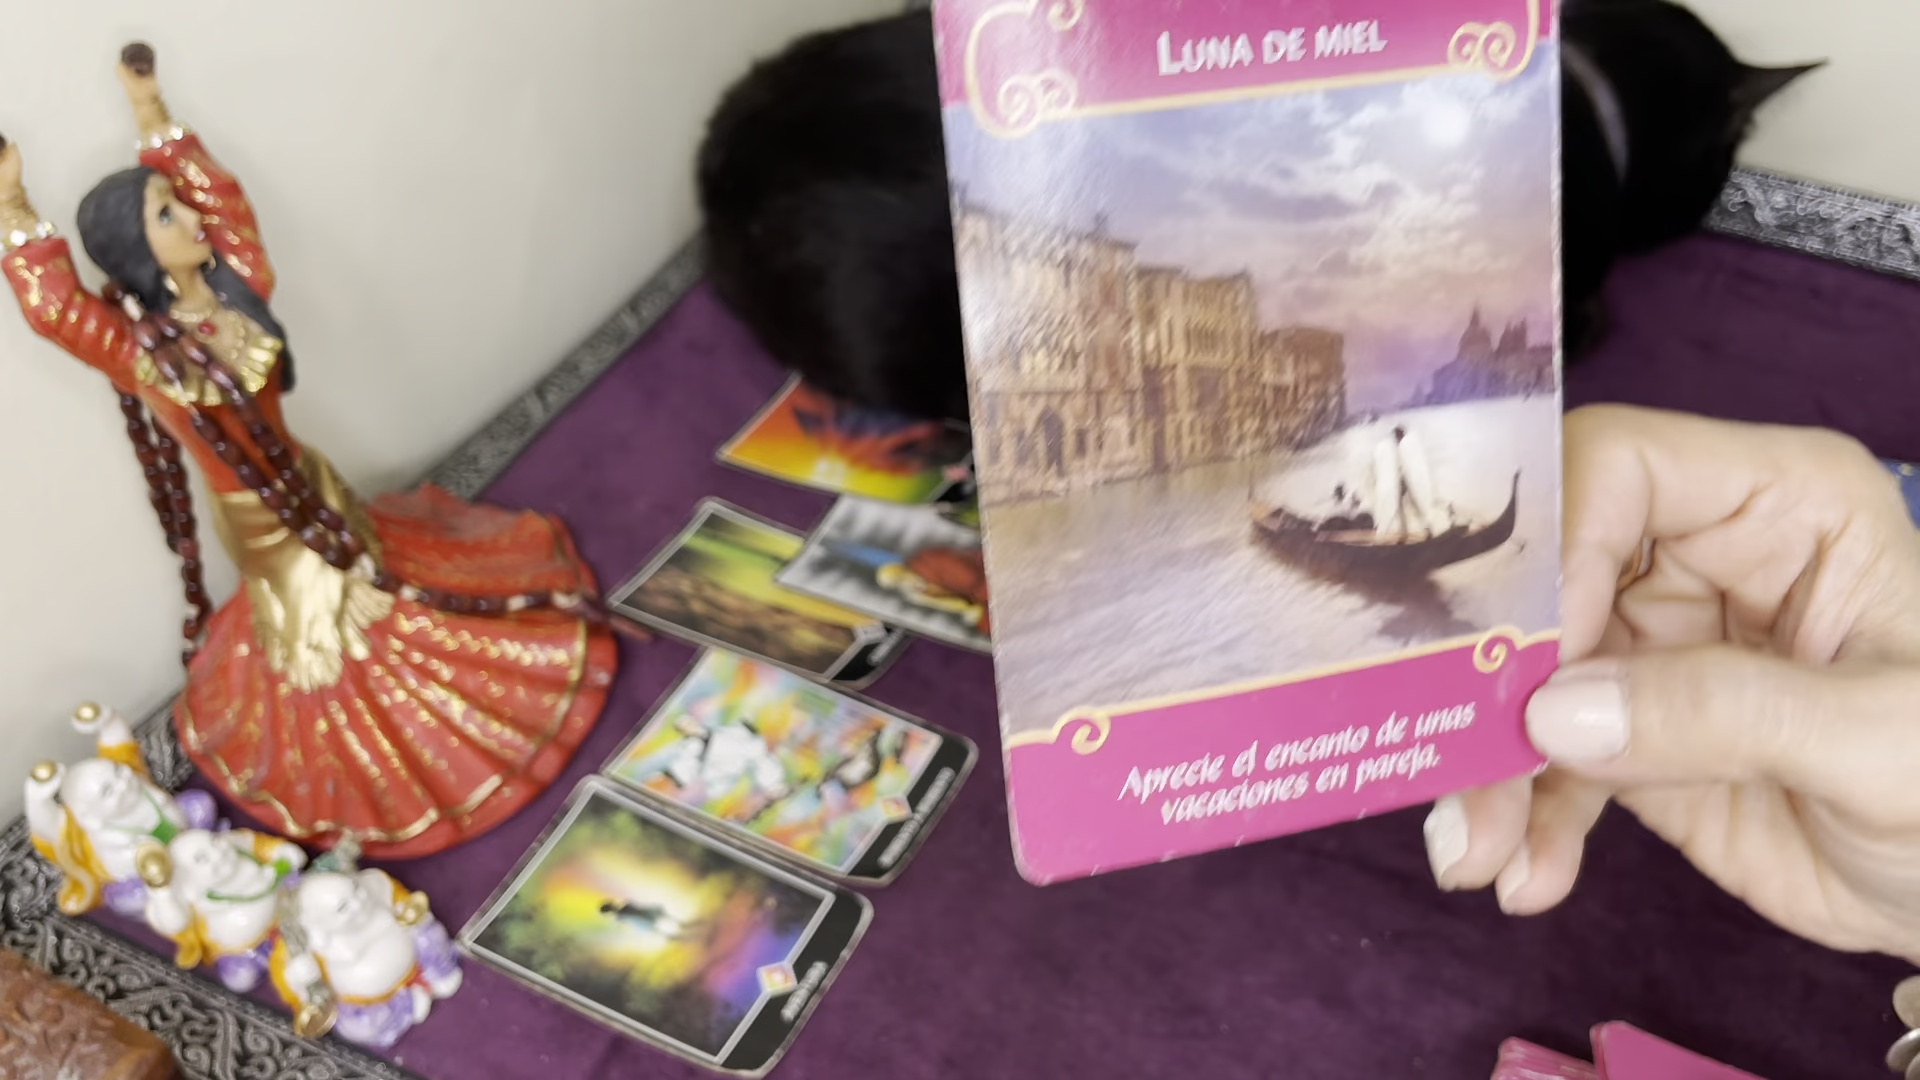 LUNA DE MIEL
Aprecie el encanto de unas
vacaciones en pareja.